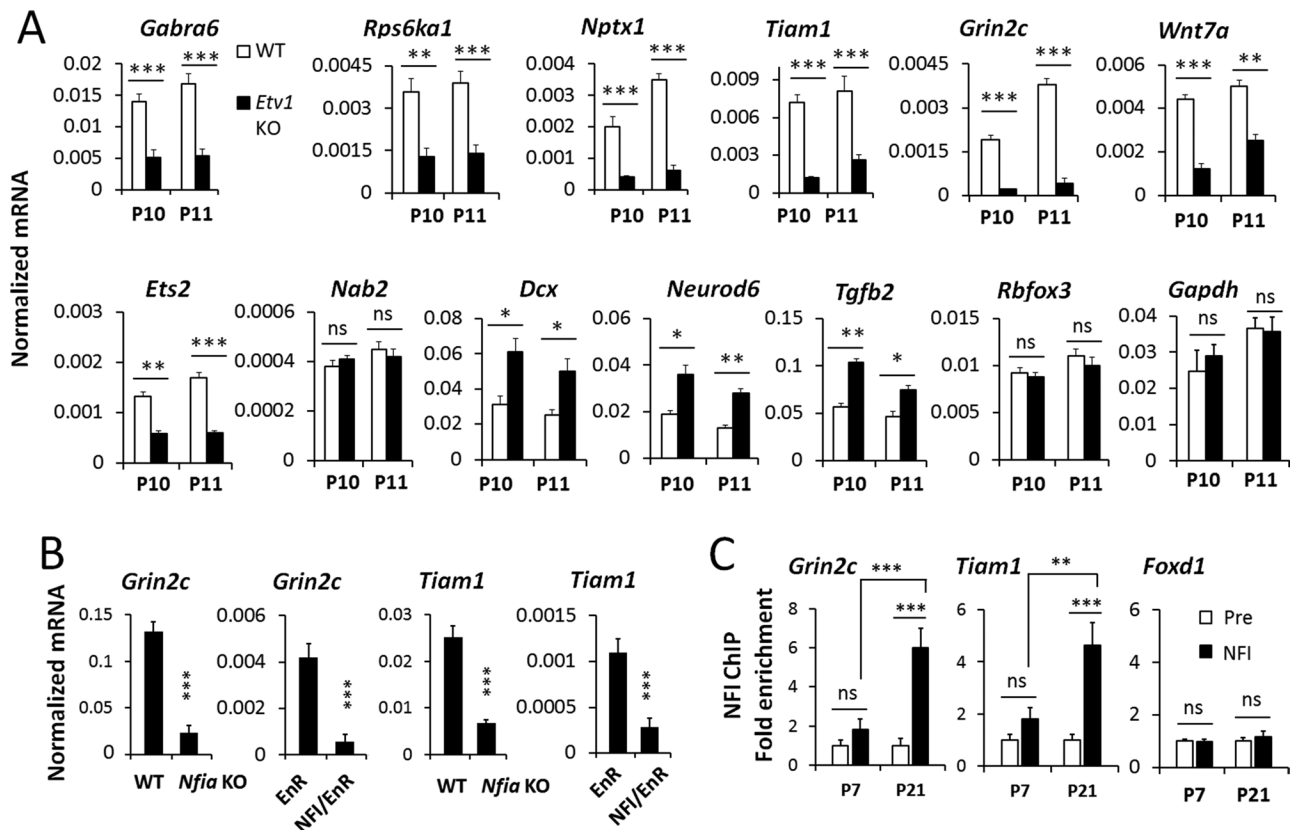 A
Gabra6 Rps6ka1 Nptx1 Tiam1 Grin2c Wnt7a
WT
Etv1
KO
Normalized mRNA
0.02
0.015
0.01
0.005
0
*** ***
P10 P11
0.0045
0.003
0.0015
0
** ***
P10 P11
0.004
0.003
0.002
0.001
0
*** ***
P10 P11
0.009
0.006
0.003
0
*** ***
P10 P11
0.0045
0.003
0.0015
0
*** ***
P10 P11
0.006
0.004
0.002
0
*** **
P10 P11
Ets2 Nab2 Dcx Neurod6 Tgfb2 Rbfox3 Gapdh
0.003
0.002
0.001
0
** ***
P10 P11
0.0006
0.0004
0.0002
0
ns ns
P10 P11
0.08
0.06
0.04
0.02
0
* *
P10 P11
0.06
0.04
0.02
0
* **
P10 P11
0.15
0.1
0.05
0
** *
P10 P11
0.015
0.01
0.005
0
ns ns
P10 P11
0.04
0.03
0.02
0.01
0
ns ns
P10 P11
B
Normalized mRNA
Grin2c
0.15
0.1
0.05
0
***
WT Nfia KO
Grin2c
0.006
0.004
0.002
0
***
EnR NFI/EnR
Tiam1
0.03
0.02
0.01
0
***
WT Nfia KO
Tiam1
0.0015
0.001
0.0005
0
***
EnR NFI/EnR
C
NFI ChIP
Fold enrichment
Grin2c
8
6
4
2
0
***
***
ns
P7 P21
Tiam1
6
4
2
0
**
***
ns
P7 P21
Foxd1
Pre
NFI
6
4
2
0
ns ns
P7 P21